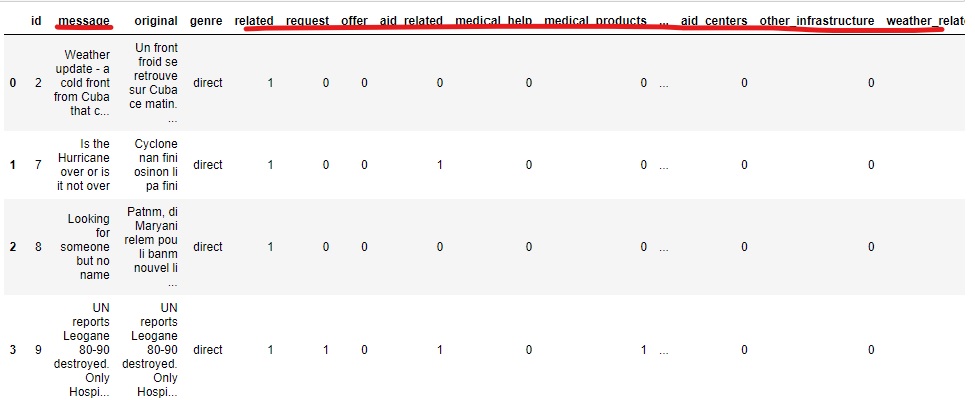 id message original genre related request offer aid_related medical_help medical_products ... aid_centers other_infrastructure weather_relat
0 2 Weather update - a cold front from Cuba that c... Un front froid se retrouve sur Cuba ce matin. ... direct 1 0 0 0 0 0 ... 0 0
1 7 Is the Hurricane over or is it not over Cyclone nan fini osinon li pa fini direct 1 0 0 1 0 0 ... 0 0
2 8 Looking for someone but no name Patnm, di Maryani relem pou li banm nouvel li ... direct 1 0 0 0 0 0 ... 0 0
3 9 UN reports Leogane 80-90 destroyed. Only Hospi... UN reports Leogane 80-90 destroyed. Only Hospi... direct 1 1 0 1 0 1 ... 0 0